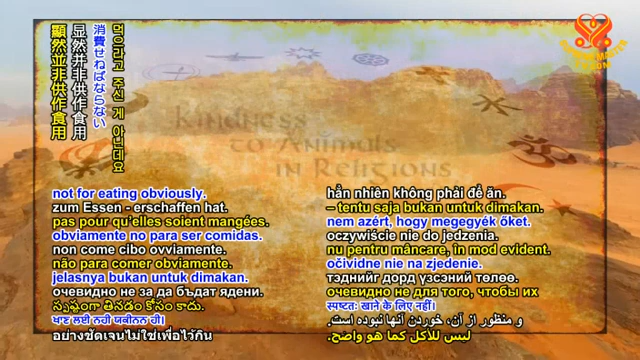 顯然並非供作食用
显然并非供作食用
消費せねばならない
먹으라고 주신 게 아닌데요
Kindness
to Animals
in Religions
not for eating obviously.
zum Essen - erschaffen hat.
pas pour qu'elles soient mangées.
obviamente no para ser comidas.
non come cibo ovviamente.
não para comer obviamente.
jelasnya bukan untuk dimakan.
очевидно не за да бъдат ядени.
స్పష్టంగా తినడం కోసం కాదు.
ਖਾਣ ਲਈ ਨਹੀ ਯਕੀਨਨ ਹੀ।
อย่างชัดเจนไม่ใช่เพื่อไว้กิน
hẳn nhiên không phải để ăn.
– tentu saja bukan untuk dimakan.
nem azért, hogy megegyék őket.
oczywiście nie do jedzenia.
nu pentru mâncare, în mod evident.
očividne nie na zjedenie.
тэднийг дорд үзсэний төлөө.
очевидно не для того, чтобы их
स्पष्टतः खाने के लिए नहीं।
و منظور از آن، خوردن آنها نبوده است.
ليس للأكل كما هو واضح.